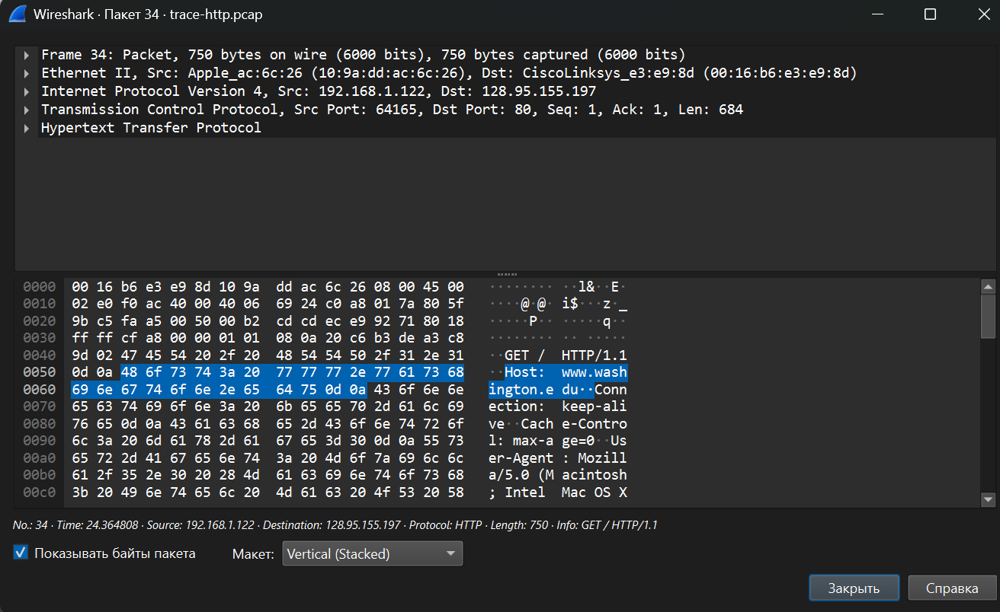 Wireshark · Пакет 34 · trace-http.pcap
Frame 34: Packet, 750 bytes on wire (6000 bits), 750 bytes captured (6000 bits)
Ethernet II, Src: Apple_ac:6c:26 (10:9a:dd:ac:6c:26), Dst: CiscoLinksys_e3:e9:8d (00:16:b6:e3:e9:8d)
Internet Protocol Version 4, Src: 192.168.1.122, Dst: 128.95.155.197
Transmission Control Protocol, Src Port: 64165, Dst Port: 80, Seq: 1, Ack: 1, Len: 684
Hypertext Transfer Protocol
0000 00 16 b6 e3 e9 8d 10 9a dd ac 6c 26 08 00 45 00 ········ ··l&··E·
0010 02 e0 f0 ac 40 00 40 06 69 24 c0 a8 01 7a 80 5f ····@·@· i$···z·_
0020 9b c5 fa a5 00 50 00 b2 cd cd ec e9 92 71 80 18 ·····P·· ·····q··
0030 ff ff cf a8 00 00 01 01 08 0a 20 c6 b3 de a3 c8 ········ ·· ·····
0040 9d 02 47 45 54 20 2f 20 48 54 54 50 2f 31 2e 31 ··GET / HTTP/1.1
0050 0d 0a 48 6f 73 74 3a 20 77 77 77 2e 77 61 73 68 ··Host: www.wash
0060 69 6e 67 74 6f 6e 2e 65 64 75 0d 0a 43 6f 6e 6e ington.e du··Conn
0070 65 63 74 69 6f 6e 3a 20 6b 65 65 70 2d 61 6c 69 ection: keep-ali
0080 76 65 0d 0a 43 61 63 68 65 2d 43 6f 6e 74 72 6f ve··Cach e-Contro
0090 6c 3a 20 6d 61 78 2d 61 67 65 3d 30 0d 0a 55 73 l: max-a ge=0··Us
00a0 65 72 2d 41 67 65 6e 74 3a 20 4d 6f 7a 69 6c 6c er-Agent : Mozill
00b0 61 2f 35 2e 30 20 28 4d 61 63 69 6e 74 6f 73 68 a/5.0 (M acintosh
00c0 3b 20 49 6e 74 65 6c 20 4d 61 63 20 4f 53 20 58 ; Intel Mac OS X
No.: 34 · Time: 24.364808 · Source: 192.168.1.122 · Destination: 128.95.155.197 · Protocol: HTTP · Length: 750 · Info: GET / HTTP/1.1
Показывать байты пакета Макет: Vertical (Stacked)
Закрыть Справка